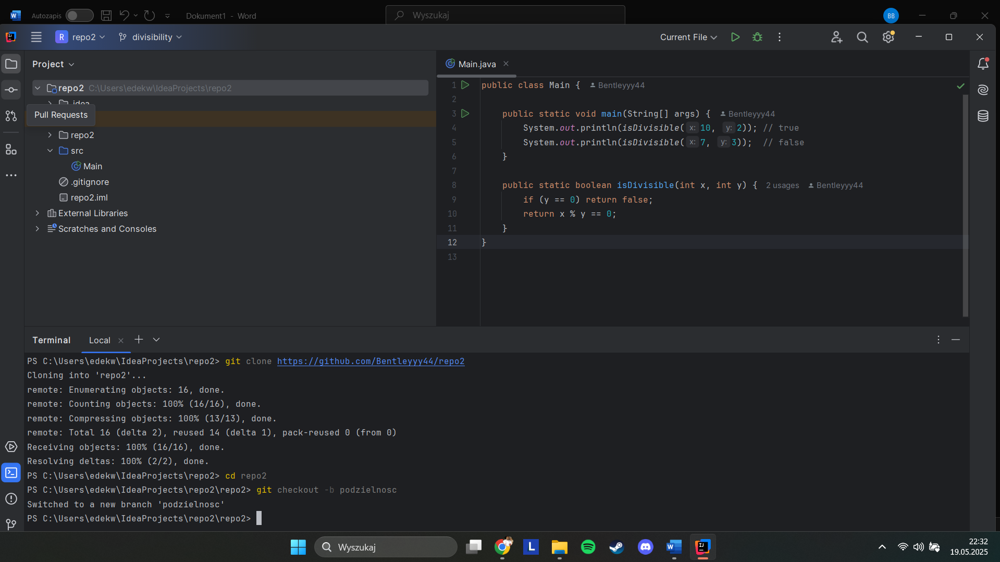 Autozapis
Dokument1 - Word
Wyszukaj
BB
R repo2
divisibility
Current File
Project
Main.java
repo2 C:\Users\edekw\IdeaProjects\repo2
.idea
Pull Requests
repo2
src
Main
.gitignore
repo2.iml
External Libraries
Scratches and Consoles
1 public class Main { Bentleyyy44
2
3 public static void main(String[] args) { Bentleyyy44
4 System.out.println(isDivisible( x: 10, y: 2)); // true
5 System.out.println(isDivisible( x: 7, y: 3)); // false
6 }
7
8 public static boolean isDivisible(int x, int y) { 2 usages Bentleyyy44
9 if (y == 0) return false;
10 return x % y == 0;
11 }
12 }
13
Terminal Local
PS C:\Users\edekw\IdeaProjects\repo2> git clone https://github.com/Bentleyyy44/repo2
Cloning into 'repo2'...
remote: Enumerating objects: 16, done.
remote: Counting objects: 100% (16/16), done.
remote: Compressing objects: 100% (13/13), done.
remote: Total 16 (delta 2), reused 14 (delta 1), pack-reused 0 (from 0)
Receiving objects: 100% (16/16), done.
Resolving deltas: 100% (2/2), done.
PS C:\Users\edekw\IdeaProjects\repo2> cd repo2
PS C:\Users\edekw\IdeaProjects\repo2\repo2> git checkout -b podzielnosc
Switched to a new branch 'podzielnosc'
PS C:\Users\edekw\IdeaProjects\repo2\repo2>
Wyszukaj
22:32
19.05.2025